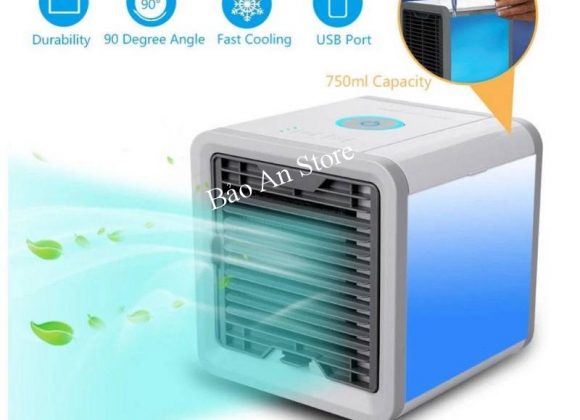 90°
Durability
90 Degree Angle
Fast Cooling
USB Port
750ml Capacity
Bảo An Store